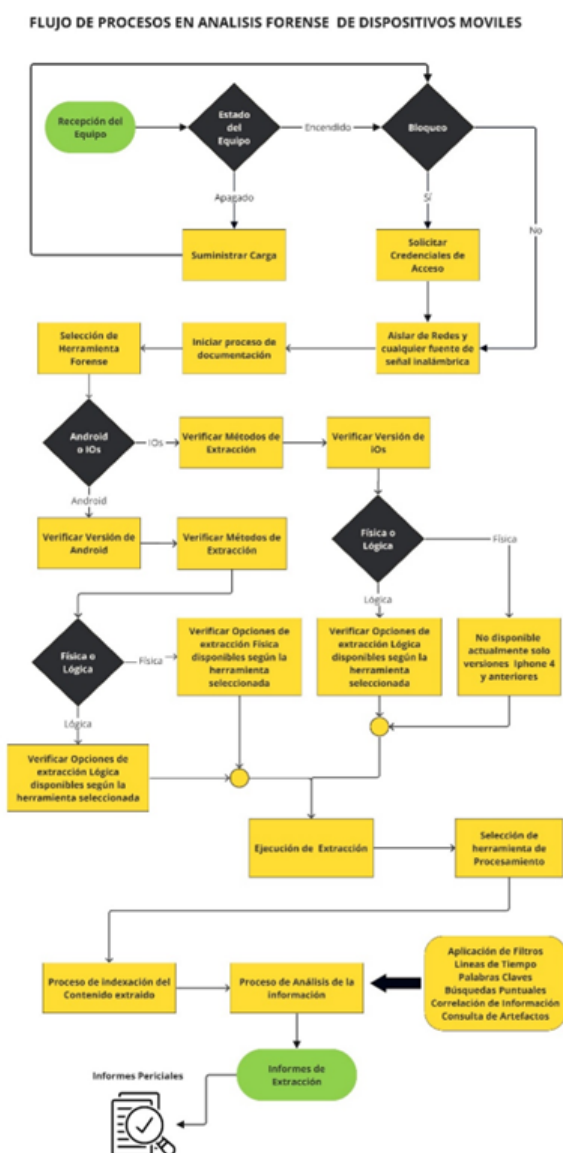 FLUJO DE PROCESOS EN ANALISIS FORENSE DE DISPOSITIVOS MOVILES
Recepción del
Equipo
Estado
del
Equipo
Encendido
Bloqueo
Apagado
Sí
No
Suministrar Carga
Solicitar
Credenciales de
Acceso
Selección de
Herramienta
Forense
Iniciar proceso de
documentación
Aislar de Redes y
cualquier fuente de
señal inalámbrica
Android
o IOs
IOs
Verificar Métodos de
Extracción
Verificar Versión de
iOs
Android
Verificar Versión de
Android
Verificar Métodos de
Extracción
Física o
Lógica
Física
Lógica
Física o
Lógica
Física
Lógica
Verificar Opciones de
extracción Física
disponibles según la
herramienta
seleccionada
Verificar Opciones de
extracción Lógica
disponibles según la
herramienta
seleccionada
No disponible
actualmente solo
versiones Iphone 4
y anteriores
Verificar Opciones de
extracción Lógica
disponibles según la
herramienta seleccionada
Ejecución de Extracción
Selección de
herramienta de
Procesamiento
Proceso de indexación del
Contenido extraído
Proceso de Análisis de la
información
Aplicación de Filtros
Lineas de Tiempo
Palabras Claves
Búsquedas Puntuales
Correlación de Información
Consulta de Artefactos
Informes Periciales
Informes de
Extracción